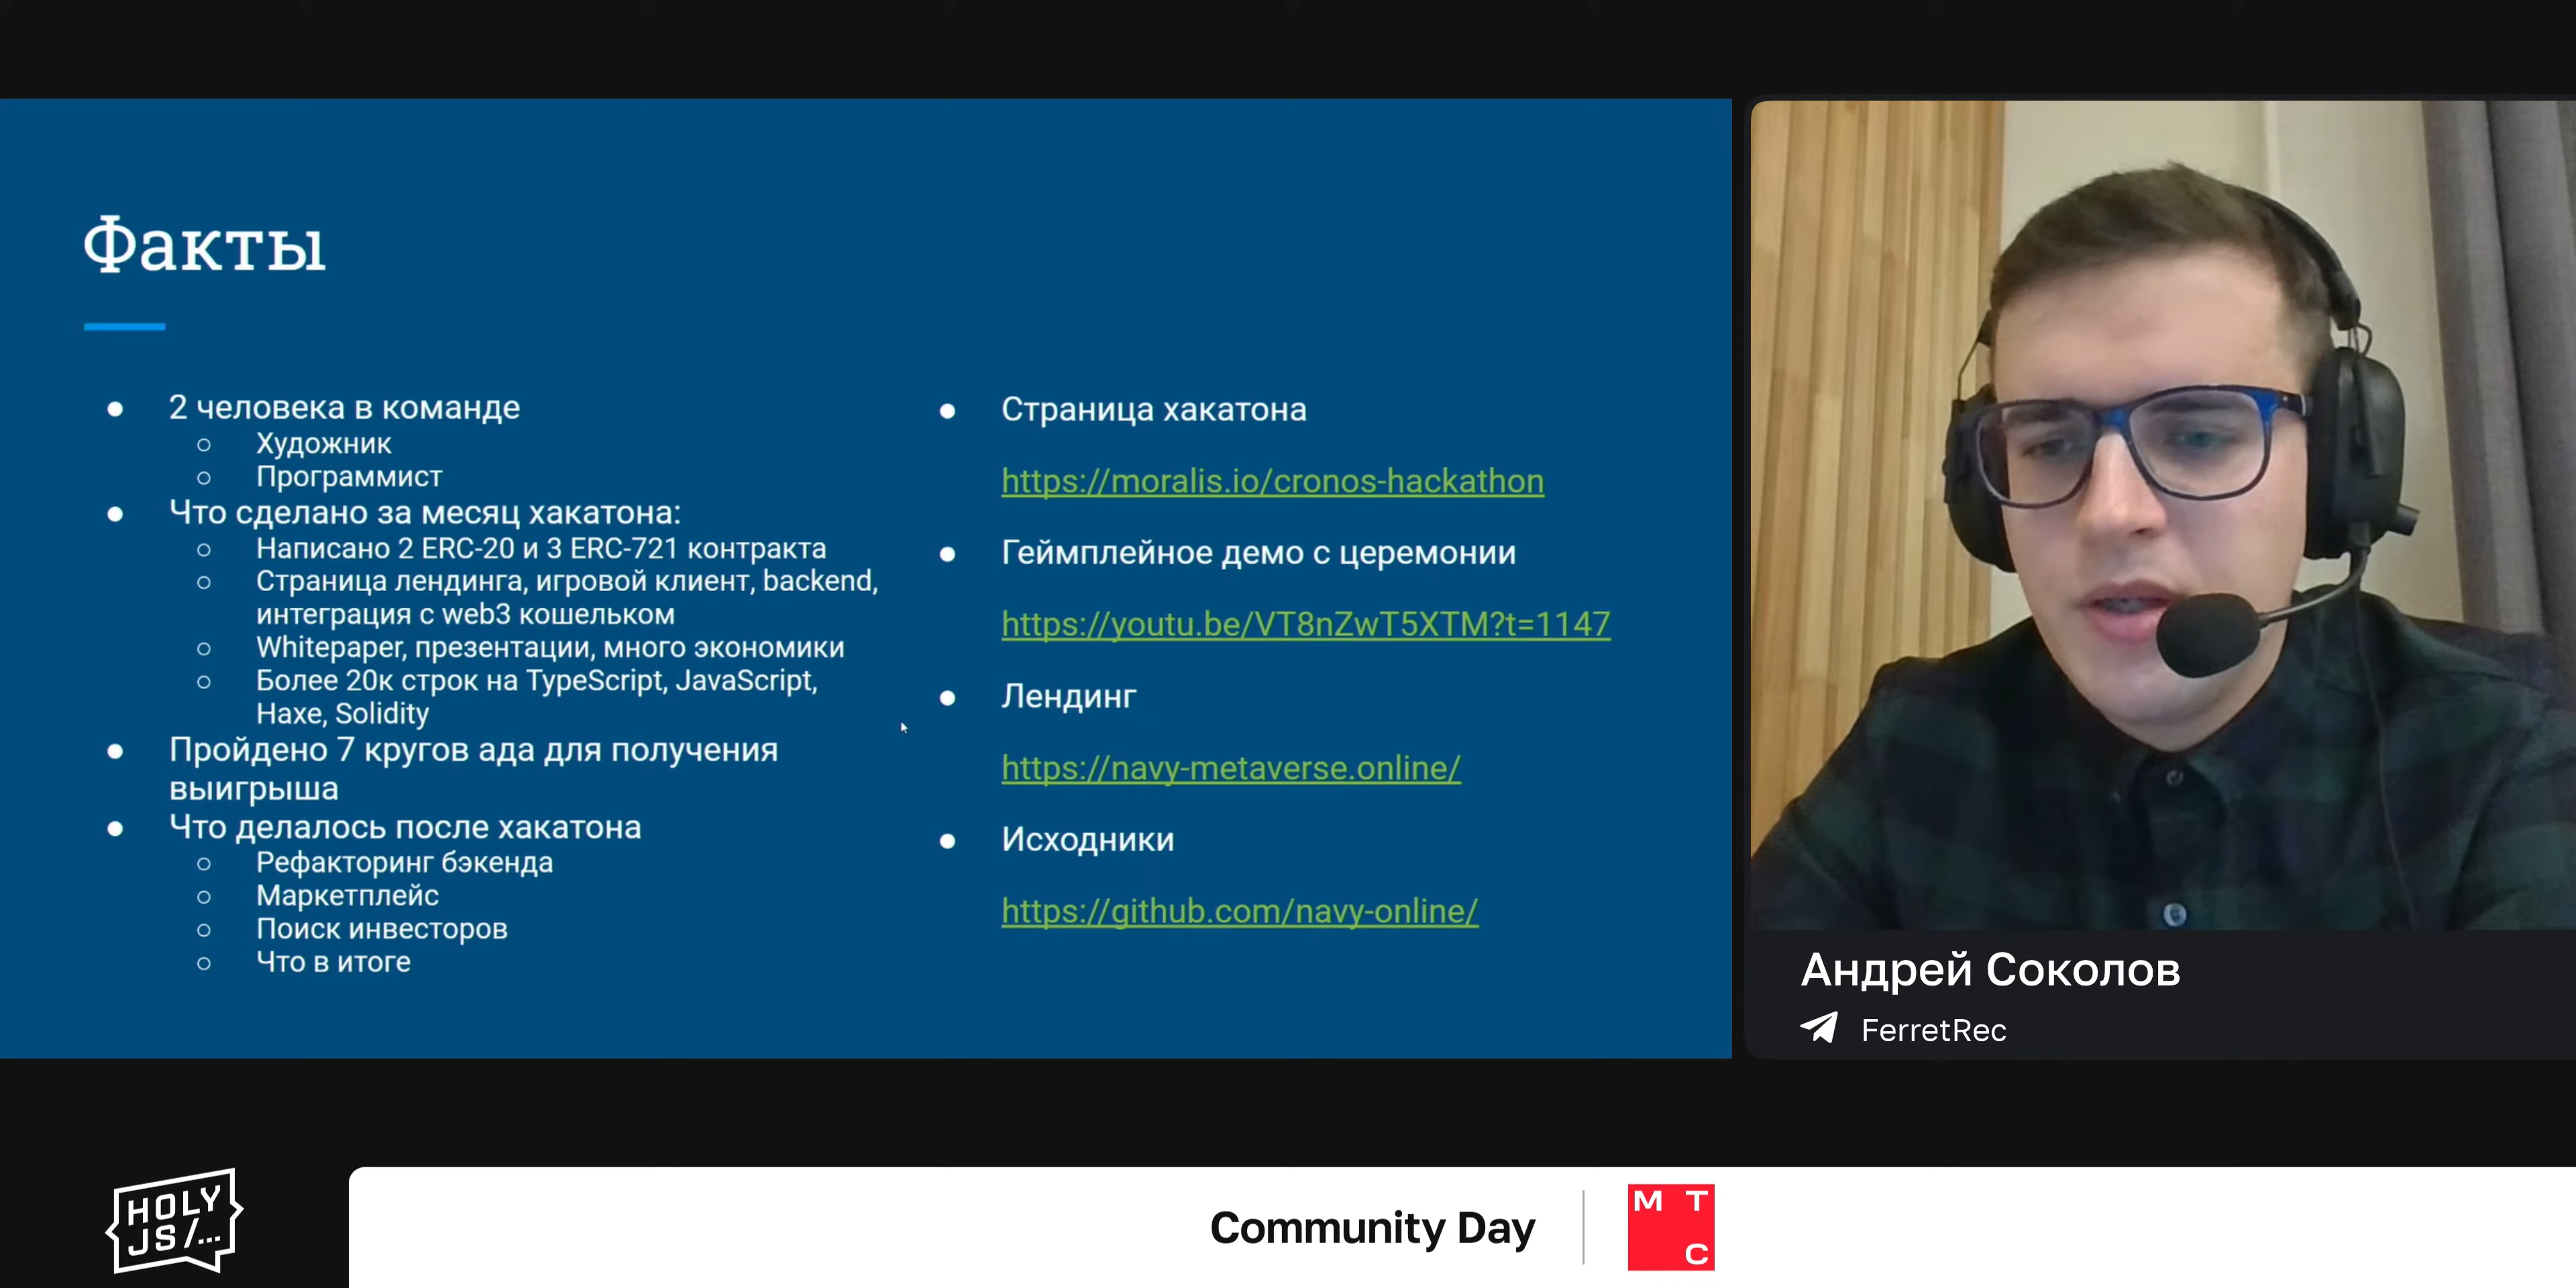 Факты
2 человека в команде
Художник
Программист
Что сделано за месяц хакатона:
Написано 2 ERC-20 и 3 ERC-721 контракта
Страница лендинга, игровой клиент, backend,
интеграция с web3 кошельком
Whitepaper, презентации, много экономики
Более 20к строк на TypeScript, JavaScript,
Haxe, Solidity
Пройдено 7 кругов ада для получения
выигрыша
Что делалось после хакатона
Рефакторинг бэкенда
Маркетплейс
Поиск инвесторов
Что в итоге
Страница хакатона
https://moralis.io/cronos-hackathon
Геймплейное демо с церемонии
https://youtu.be/VT8nZwT5XTM?t=1147
Лендинг
https://navy-metaverse.online/
Исходники
https://github.com/navy-online/
Андрей Соколов
FerretRec
HOLY
JS/...
Community Day
М Т
С